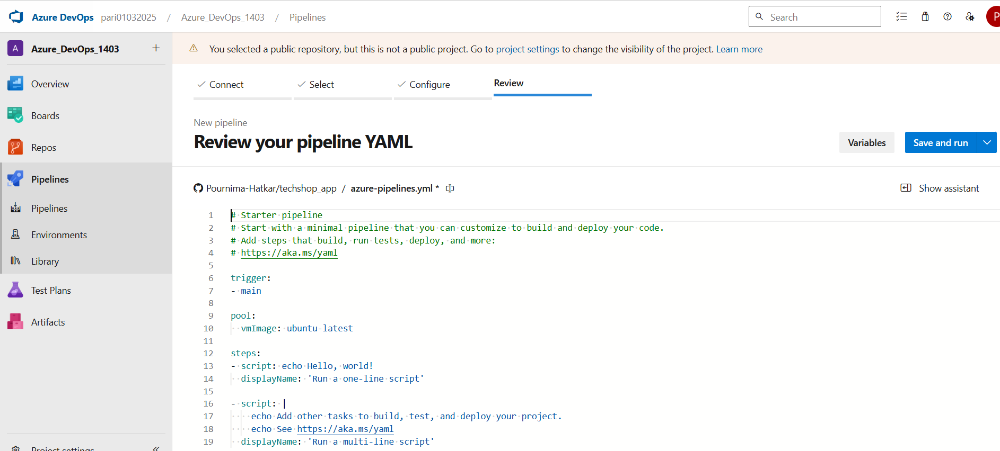 Azure DevOps pari01032025 / Azure_DevOps_1403 / Pipelines Search P
A Azure_DevOps_1403 +
You selected a public repository, but this is not a public project. Go to project settings to change the visibility of the project. Learn more
Overview
Boards
Repos
Pipelines
Pipelines
Environments
Library
Test Plans
Artifacts
Project settings
Connect Select Configure Review
New pipeline
Review your pipeline YAML
Variables Save and run
Pournima-Hatkar/techshop_app / azure-pipelines.yml * Show assistant
1 # Starter pipeline
2 # Start with a minimal pipeline that you can customize to build and deploy your code.
3 # Add steps that build, run tests, deploy, and more:
4 # https://aka.ms/yaml
5
6 trigger:
7 - main
8
9 pool:
10   vmImage: ubuntu-latest
11
12 steps:
13 - script: echo Hello, world!
14   displayName: 'Run a one-line script'
15
16 - script: |
17     echo Add other tasks to build, test, and deploy your project.
18     echo See https://aka.ms/yaml
19   displayName: 'Run a multi-line script'